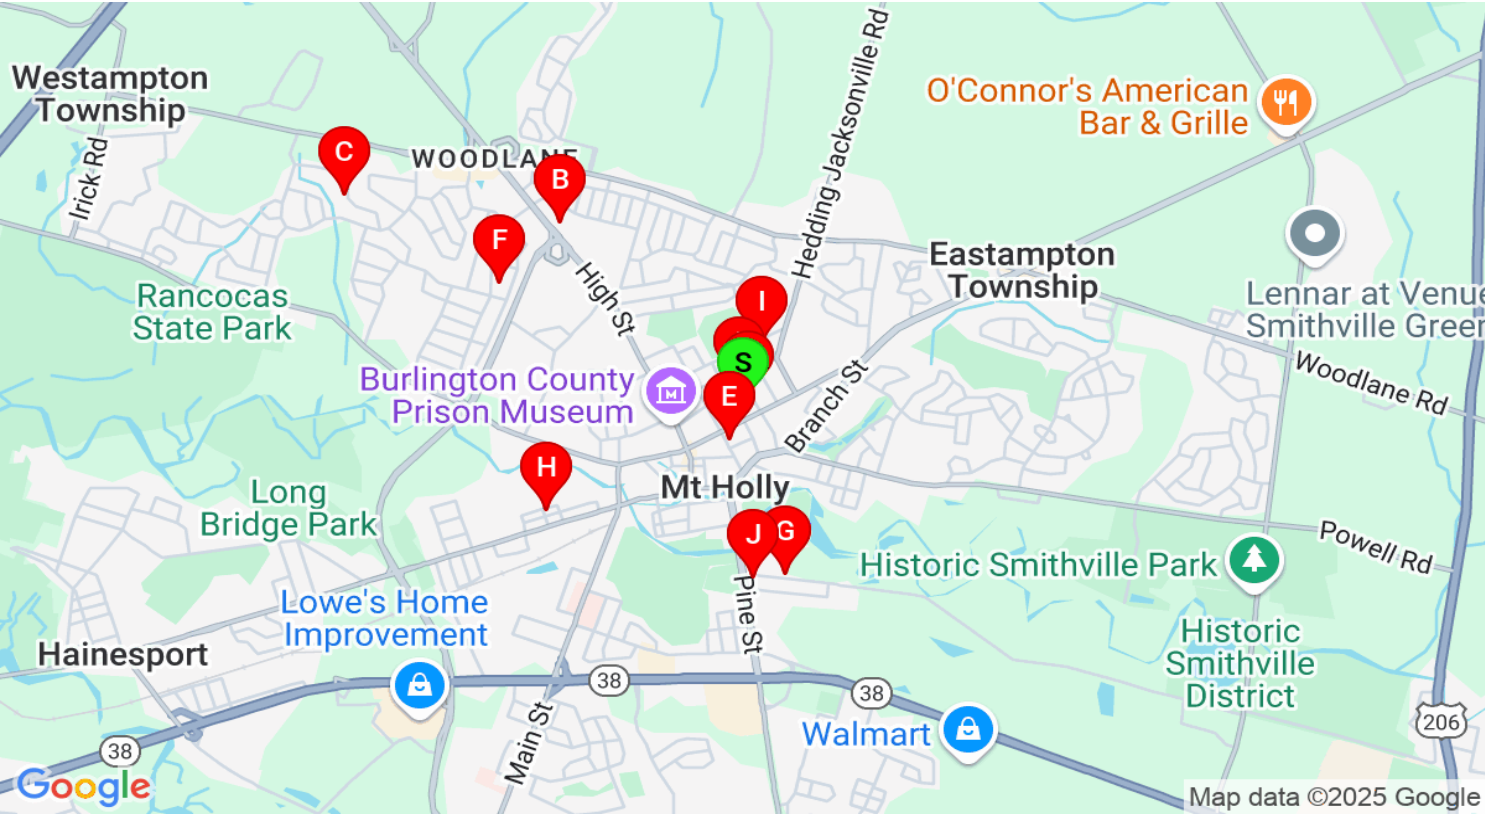 Westampton
Township
Irick Rd
C
WOODLANE
B
F
High St
Hedding Jacksonville Rd
O'Connor's American
Bar & Grille
Eastampton
Township
Lennar at Venue
Smithville Green
Rancocas
State Park
I
S
E
Burlington County
Prison Museum
M
Branch St
Woodlane Rd
H
Mt Holly
Long
Bridge Park
J
G
Powell Rd
Historic Smithville Park
Pine St
Lowe's Home
Improvement
Historic
Smithville
District
Hainesport
38
38
38
Main St
Walmart
206
Google
Map data ©2025 Google